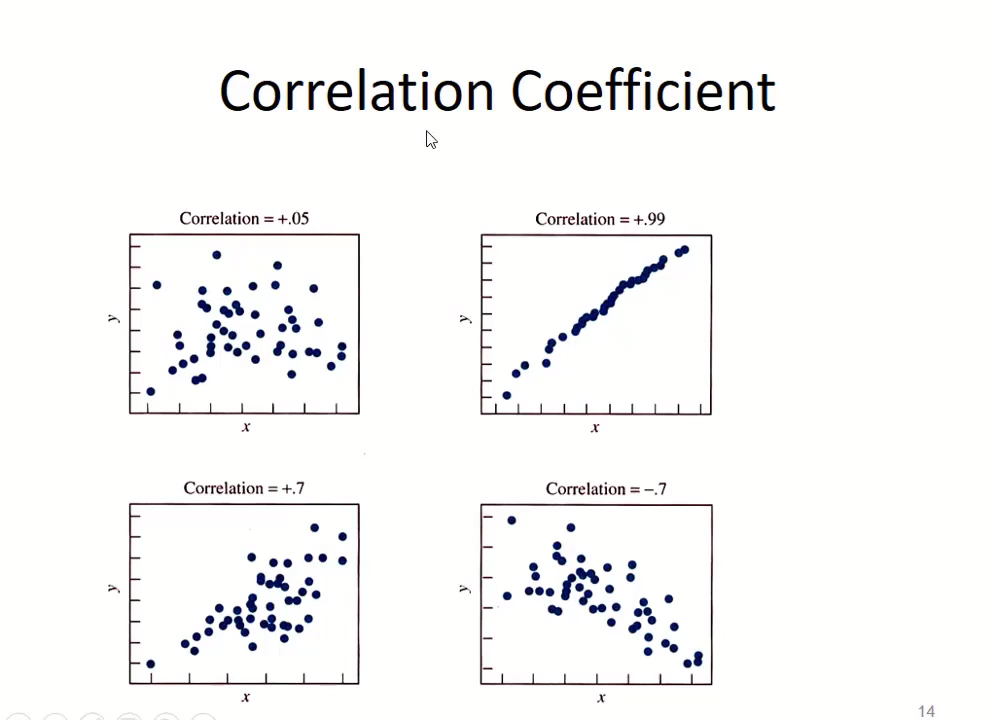 Correlation Coefficient
Correlation = +.05
y
x
Correlation = +.99
y
x
Correlation = +.7
y
x
Correlation = −.7
y
x
14